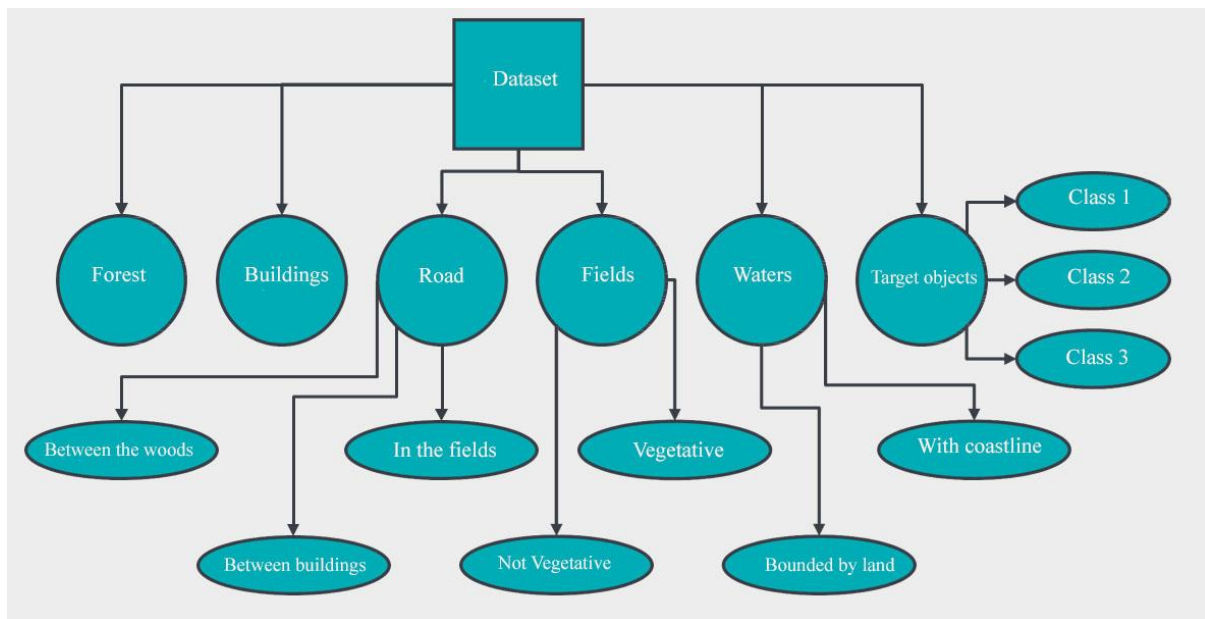 Dataset
Forest
Buildings
Road
Fields
Waters
Target objects
Class 1
Class 2
Class 3
Between the woods
In the fields
Vegetative
With coastline
Between buildings
Not Vegetative
Bounded by land